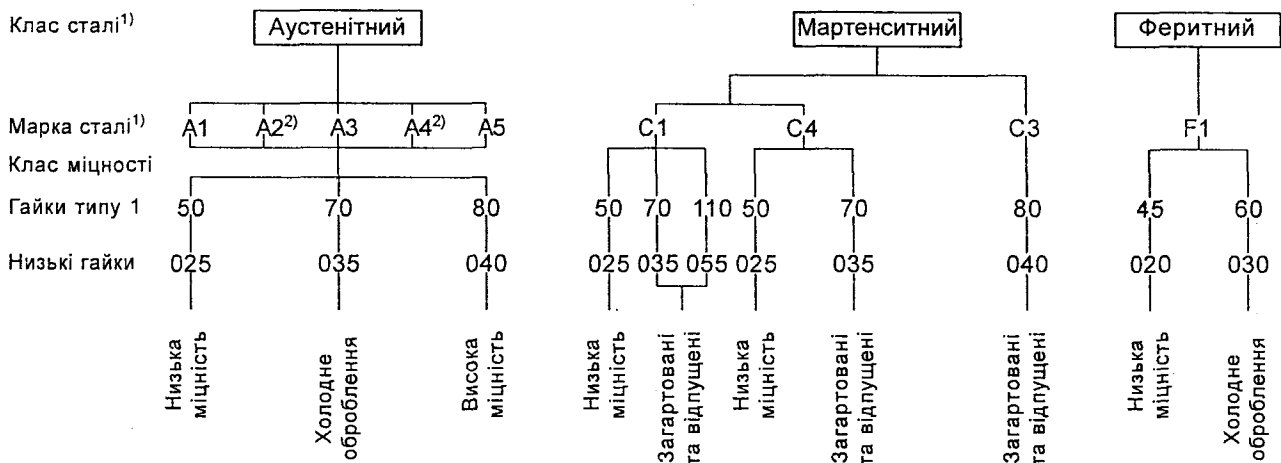 Клас сталі1) Аустенітний Мартенситний Феритний
Марка сталі1) A1 A22) A3 A42) A5 C1 C4 C3 F1
Клас міцності
Гайки типу 1 50 70 80 50 70 110 50 70 80 45 60
Низькі гайки 025 035 040 025 035 055 025 035 040 020 030
Низька міцність
Холодне оброблення
Висока міцність
Низька міцність
Загартовані та відпущені
Низька міцність
Загартовані та відпущені
Загартовані та відпущені
Низька міцність
Холодне оброблення